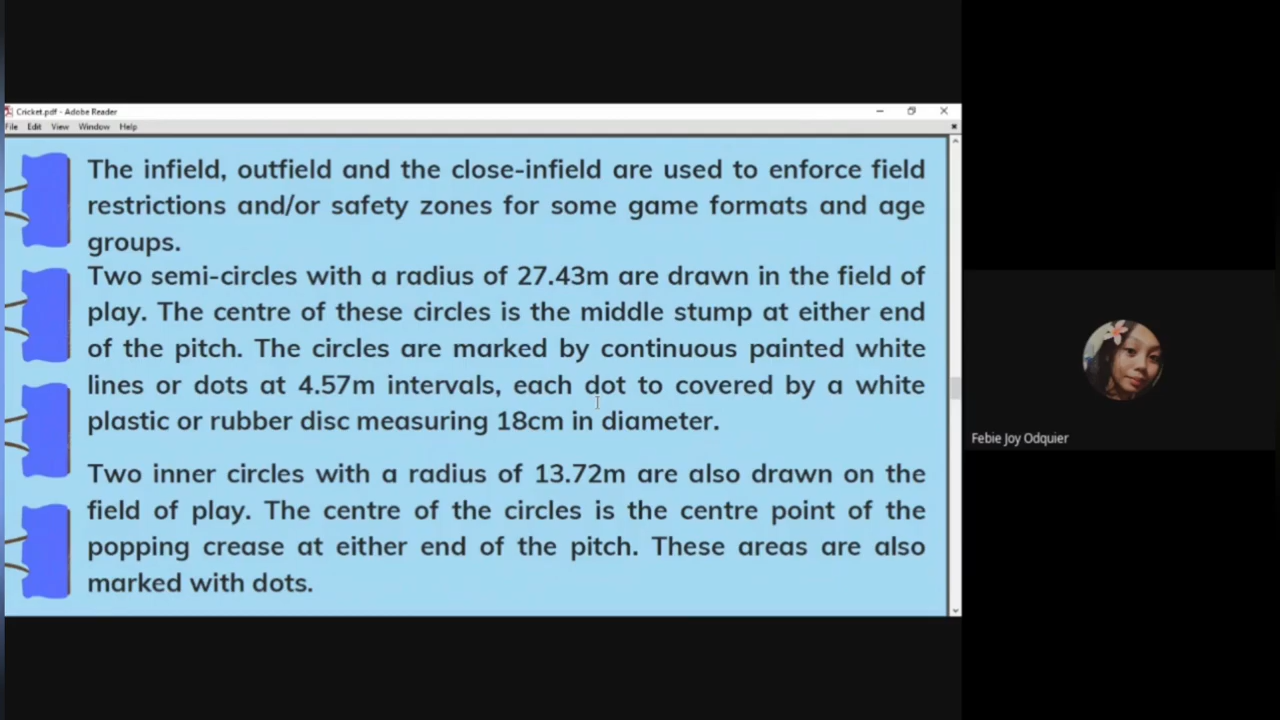 Cricket.pdf - Adobe Reader
File Edit View Window Help
The infield, outfield and the close-infield are used to enforce field
restrictions and/or safety zones for some game formats and age
groups.
Two semi-circles with a radius of 27.43m are drawn in the field of
play. The centre of these circles is the middle stump at either end
of the pitch. The circles are marked by continuous painted white
lines or dots at 4.57m intervals, each dot to covered by a white
plastic or rubber disc measuring 18cm in diameter.
Two inner circles with a radius of 13.72m are also drawn on the
field of play. The centre of the circles is the centre point of the
popping crease at either end of the pitch. These areas are also
marked with dots.
Febie Joy Odquier